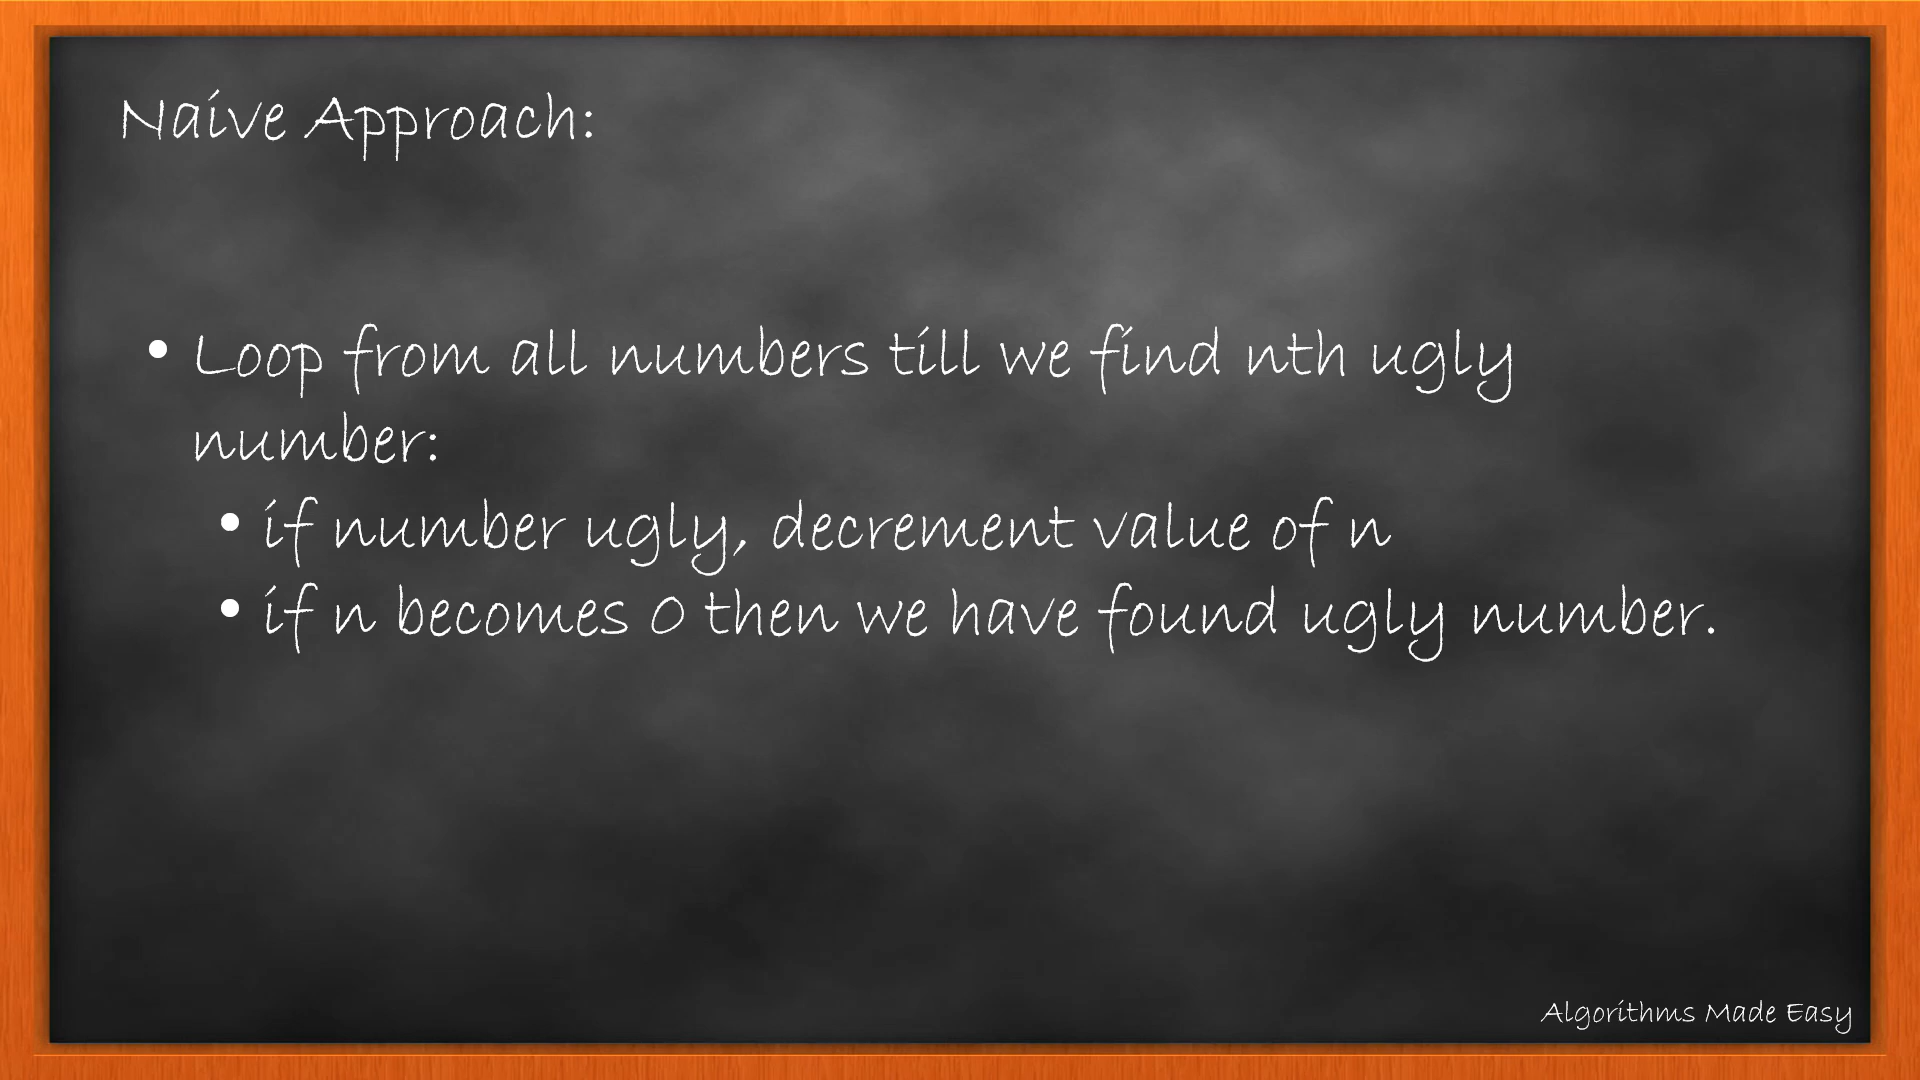 Naive Approach:
• Loop from all numbers till we find nth ugly
number:
• if number ugly, decrement value of n
• if n becomes 0 then we have found ugly number.
Algorithms Made Easy